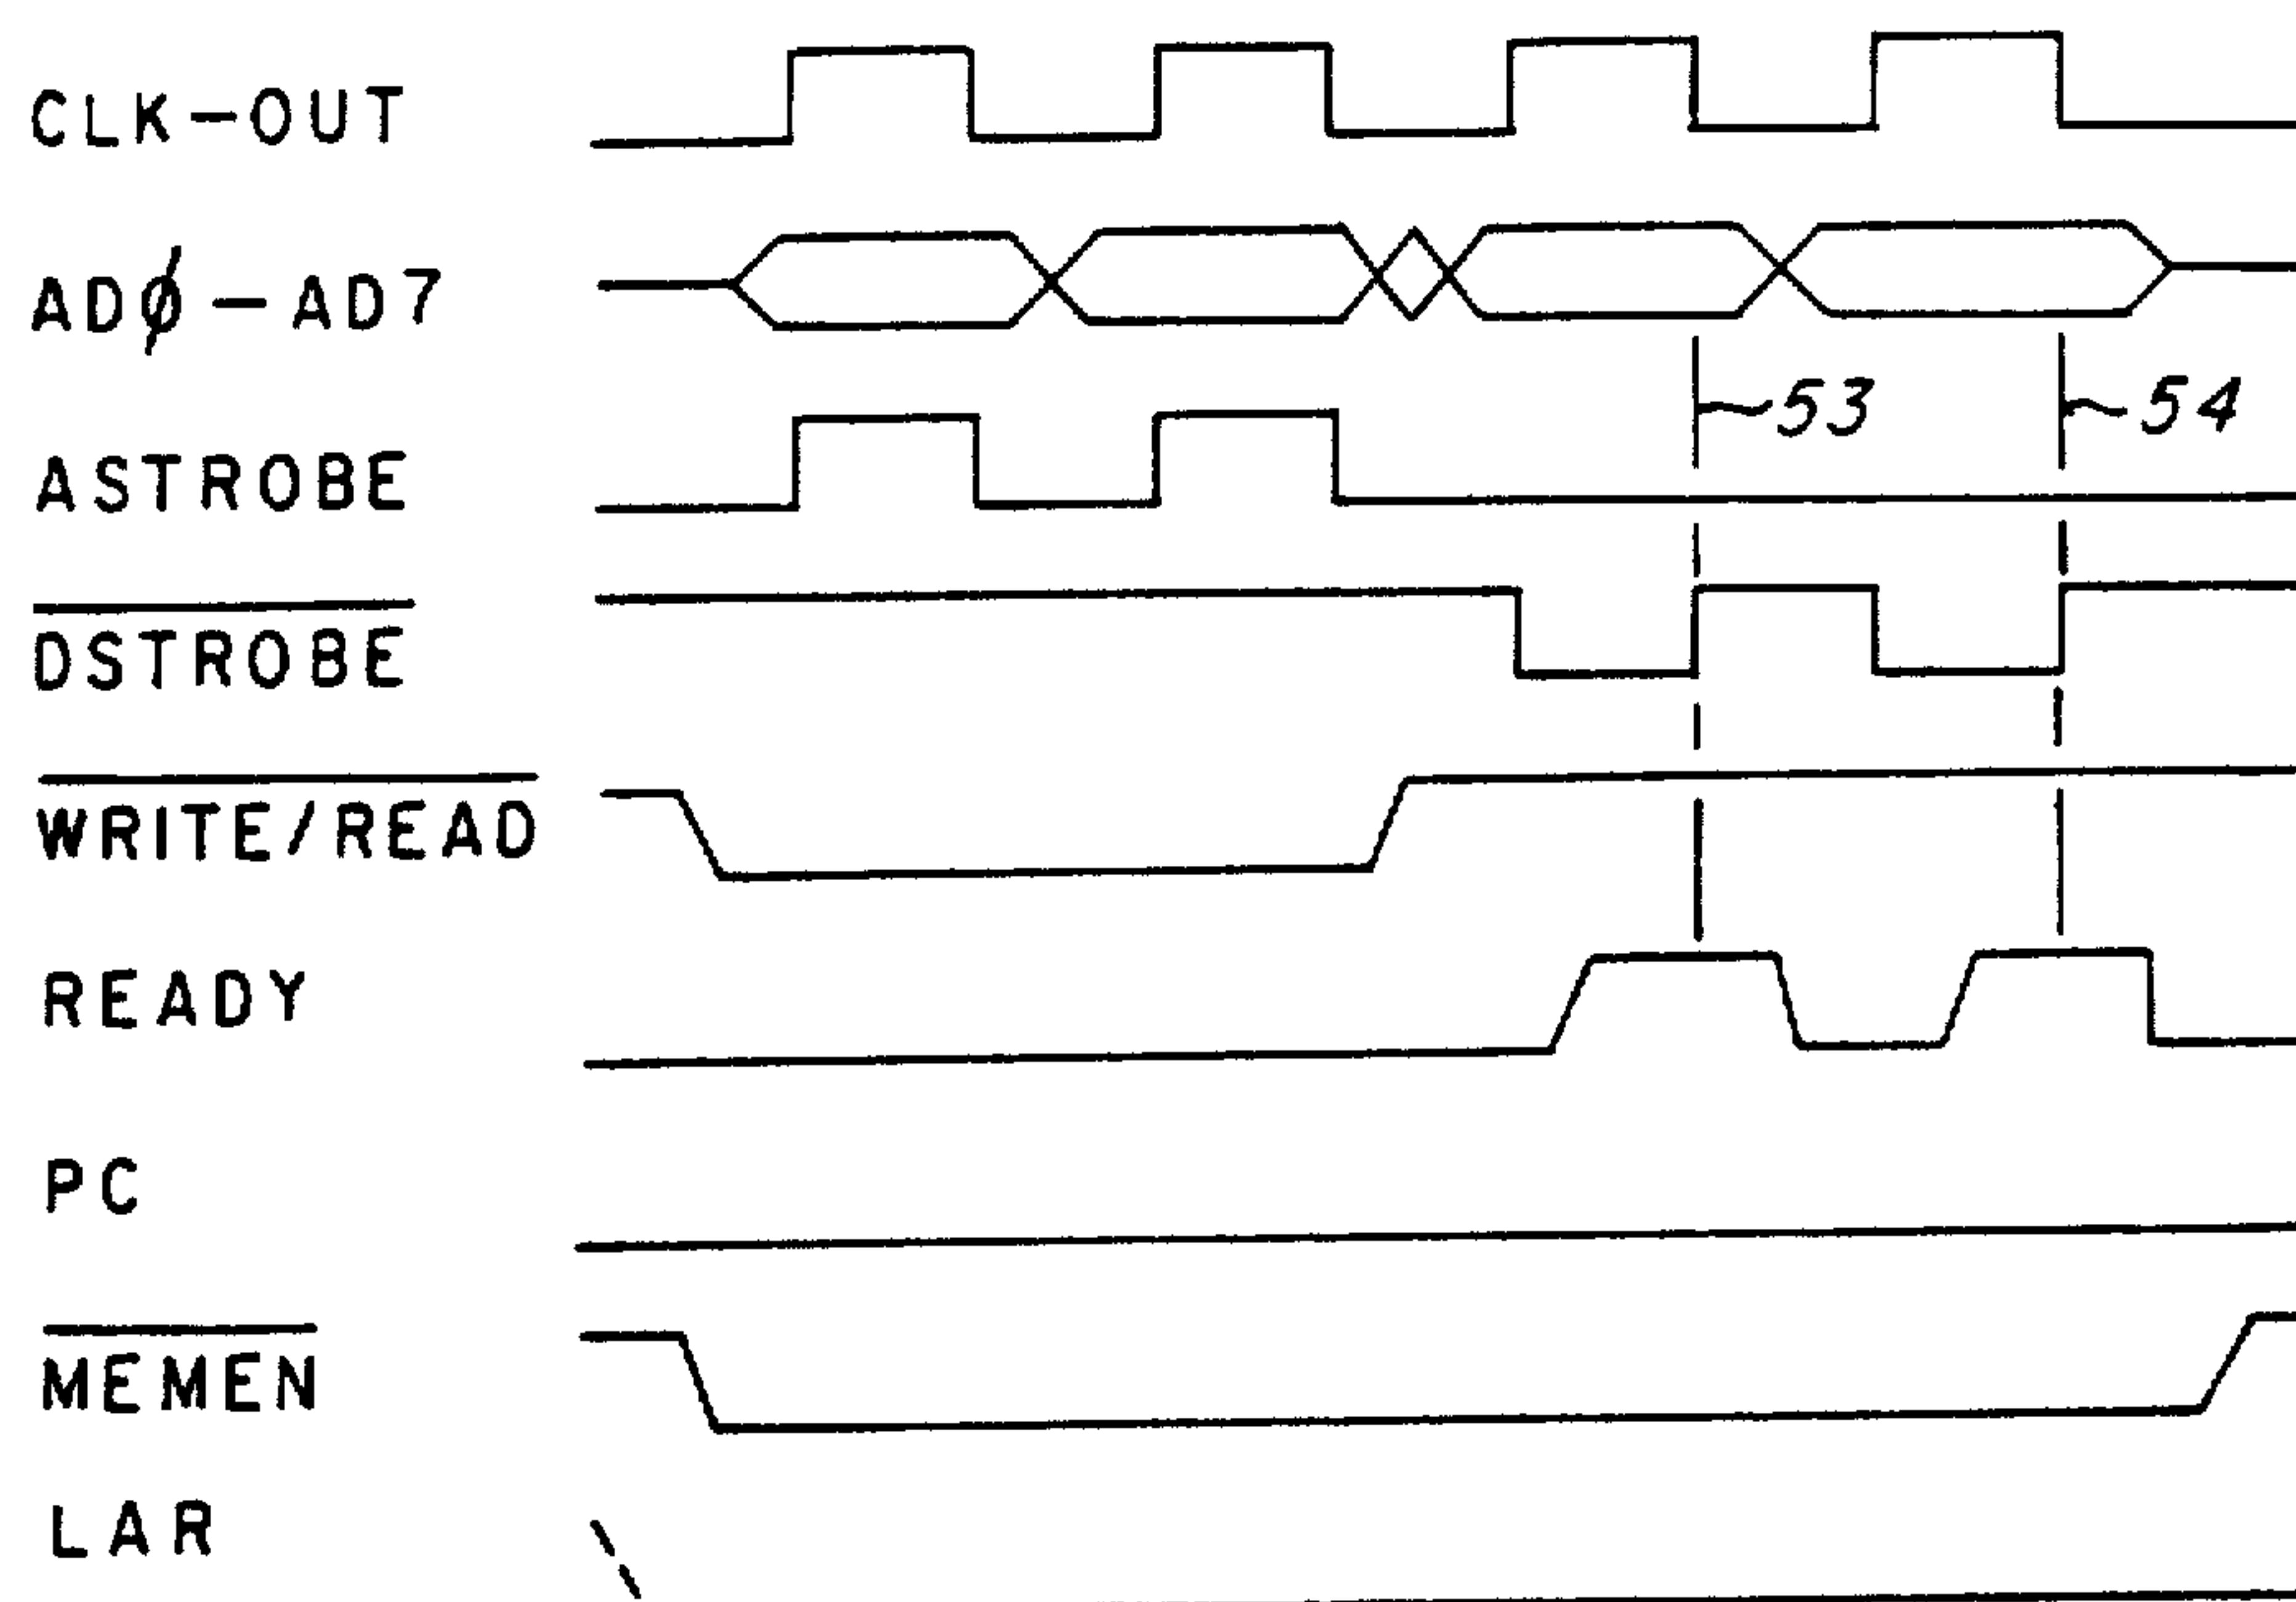 CLK-OUT
ADØ-AD7
53
54
ASTROBE
DSTROBE
WRITE/READ
READY
PC
MEMEN
LAR